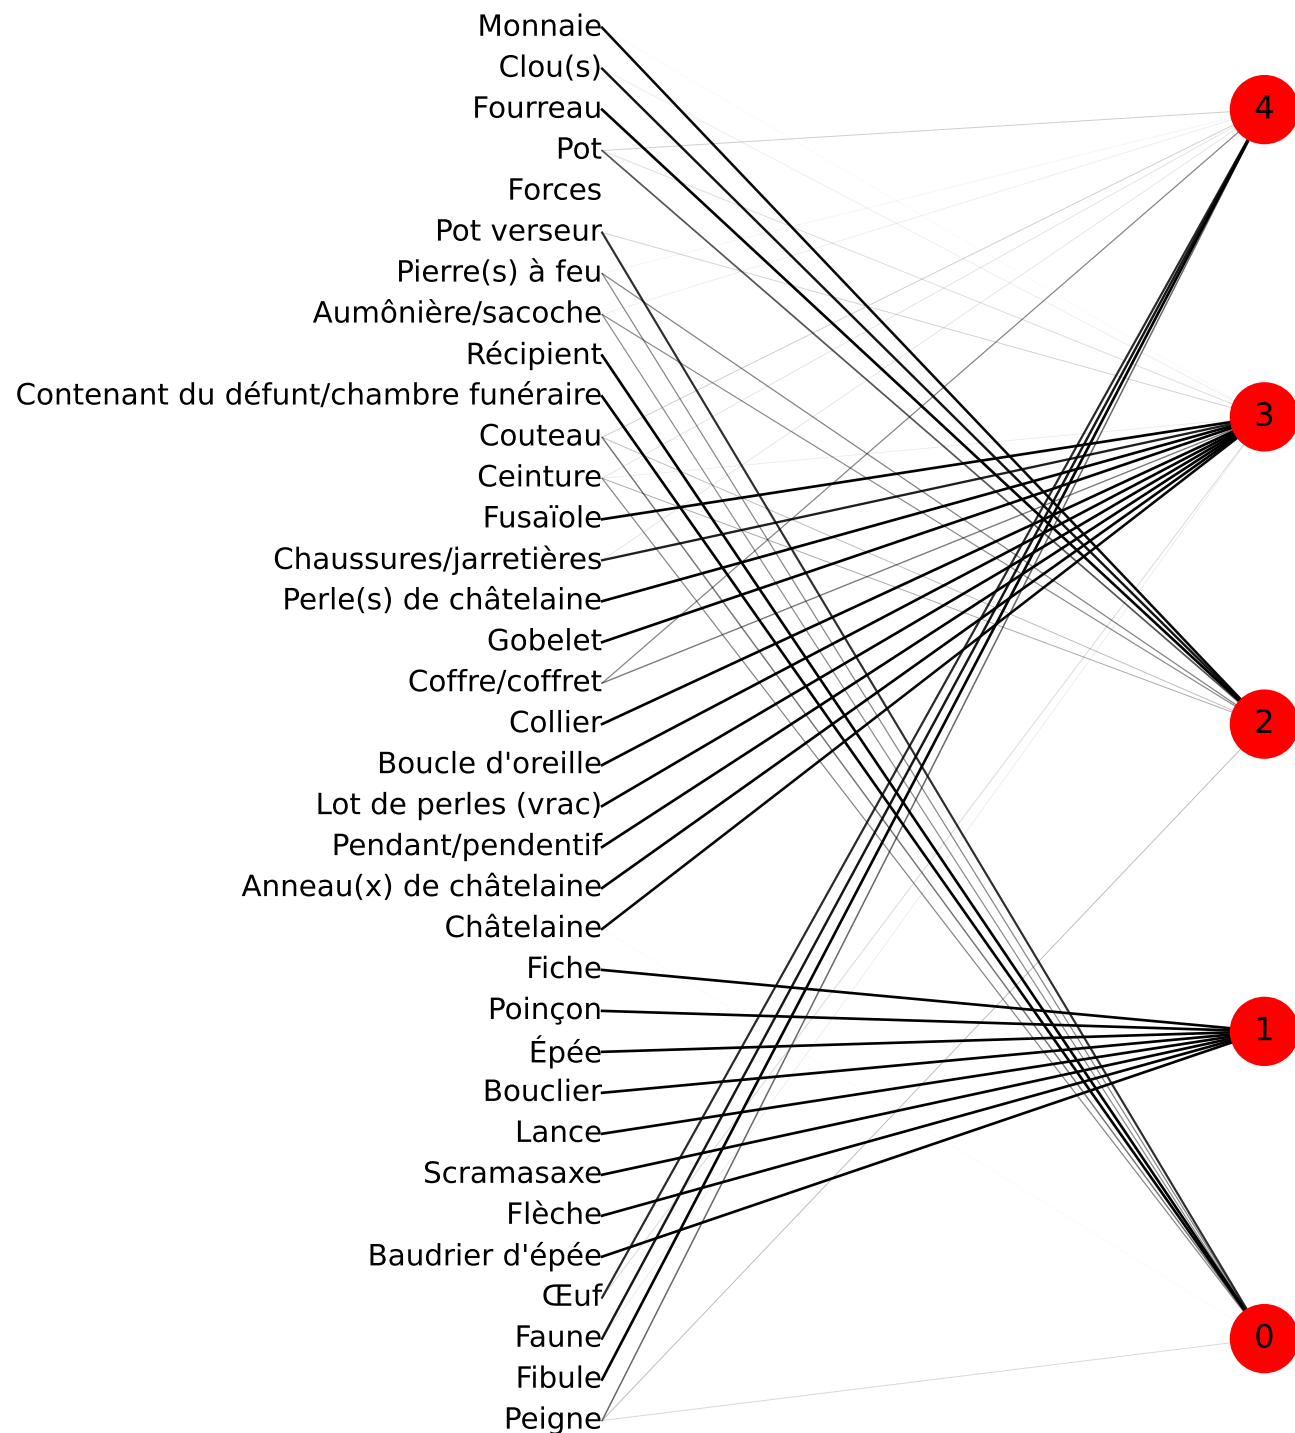 Monnaie
Clou(s)
Fourreau
Pot
Forces
Pot verseur
Pierre(s) à feu
Aumônière/sacoche
Récipient
Contenant du défunt/chambre funéraire
Couteau
Ceinture
Fusaïole
Chaussures/jarretières
Perle(s) de châtelaine
Gobelet
Coffre/coffret
Collier
Boucle d'oreille
Lot de perles (vrac)
Pendant/pendentif
Anneau(x) de châtelaine
Châtelaine
Fiche
Poinçon
Épée
Bouclier
Lance
Scramasaxe
Flèche
Baudrier d'épée
Œuf
Faune
Fibule
Peigne
4
3
2
1
0